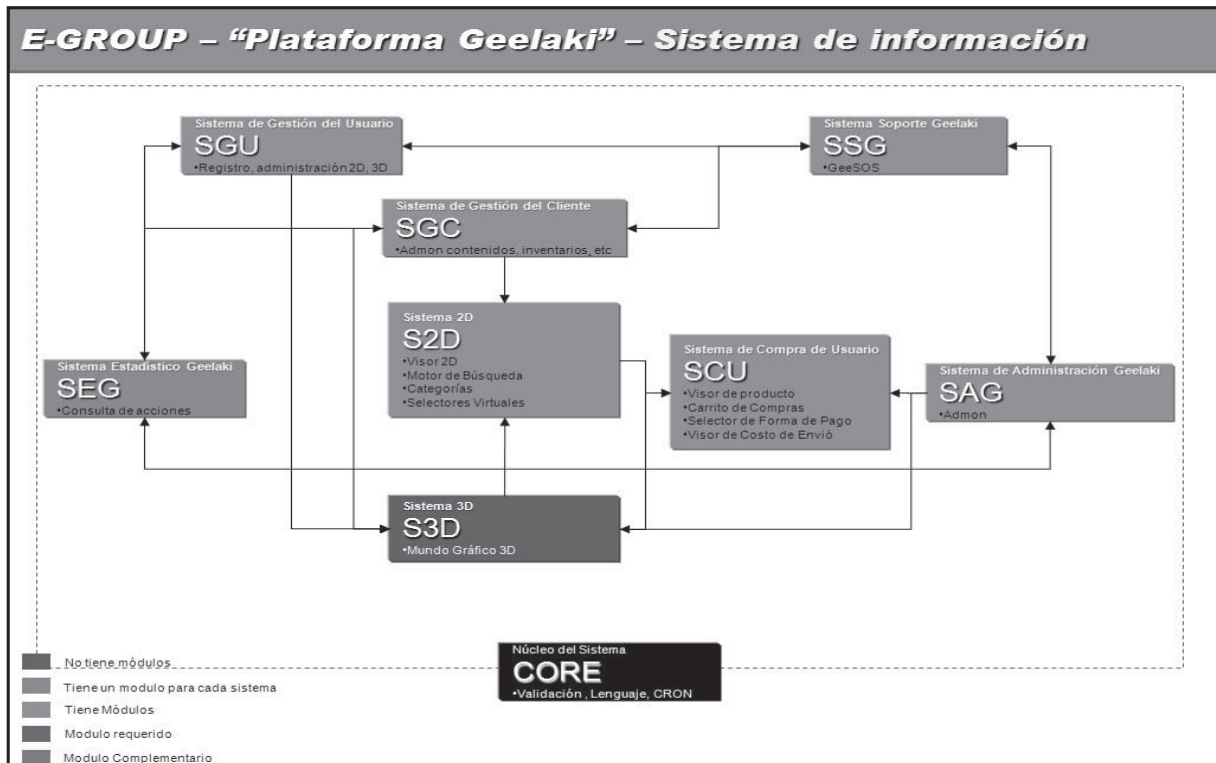 E-GROUP – “Plataforma Geelaki” – Sistema de información
Sistema de Gestión del Usuario
SGU
•Registro, administración 2D, 3D
Sistema Soporte Geelaki
SSG
•GeeSOS
Sistema de Gestión del Cliente
SGC
•Admon contenidos, inventarios, etc
Sistema 2D
S2D
•Visor 2D
•Motor de Búsqueda
•Categorías
•Selectores Virtuales
Sistema de Compra de Usuario
SCU
•Visor de producto
•Carrito de Compras
•Selector de Forma de Pago
•Visor de Costo de Envió
Sistema Estadístico Geelaki
SEG
•Consulta de acciones
Sistema de Administración Geelaki
SAG
•Admon
Sistema 3D
S3D
•Mundo Gráfico 3D
Núcleo del Sistema
CORE
•Validación , Lenguaje, CRON
No tiene módulos
Tiene un modulo para cada sistema
Tiene Módulos
Modulo requerido
Modulo Complementario